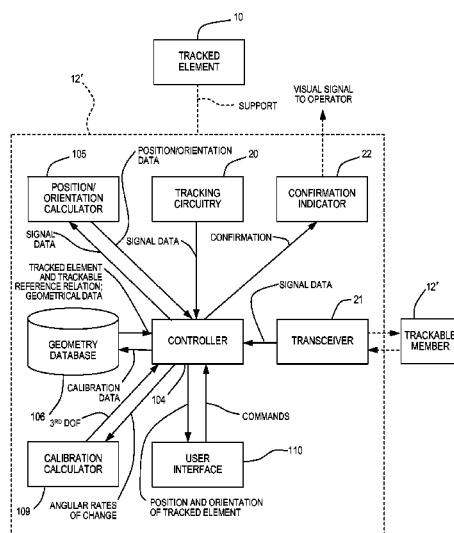 10
TRACKED
ELEMENT
12'
SUPPORT
VISUAL SIGNAL
TO OPERATOR
105
POSITION/ORIENTATION
DATA
20
22
POSITION/
ORIENTATION
CALCULATOR
TRACKING
CIRCUITRY
CONFIRMATION
INDICATOR
SIGNAL
DATA
SIGNAL DATA
CONFIRMATION
TRACKED ELEMENT
AND TRACKABLE
REFERENCE RELATION;
GEOMETRICAL DATA
SIGNAL DATA
21
12'
GEOMETRY
DATABASE
CONTROLLER
TRANSCEIVER
TRACKABLE
MEMBER
106
CALIBRATION
DATA
104
3RD DOF
COMMANDS
CALIBRATION
CALCULATOR
USER
INTERFACE
110
109
ANGULAR RATES
OF CHANGE
POSITION AND ORIENTATION
OF TRACKED ELEMENT